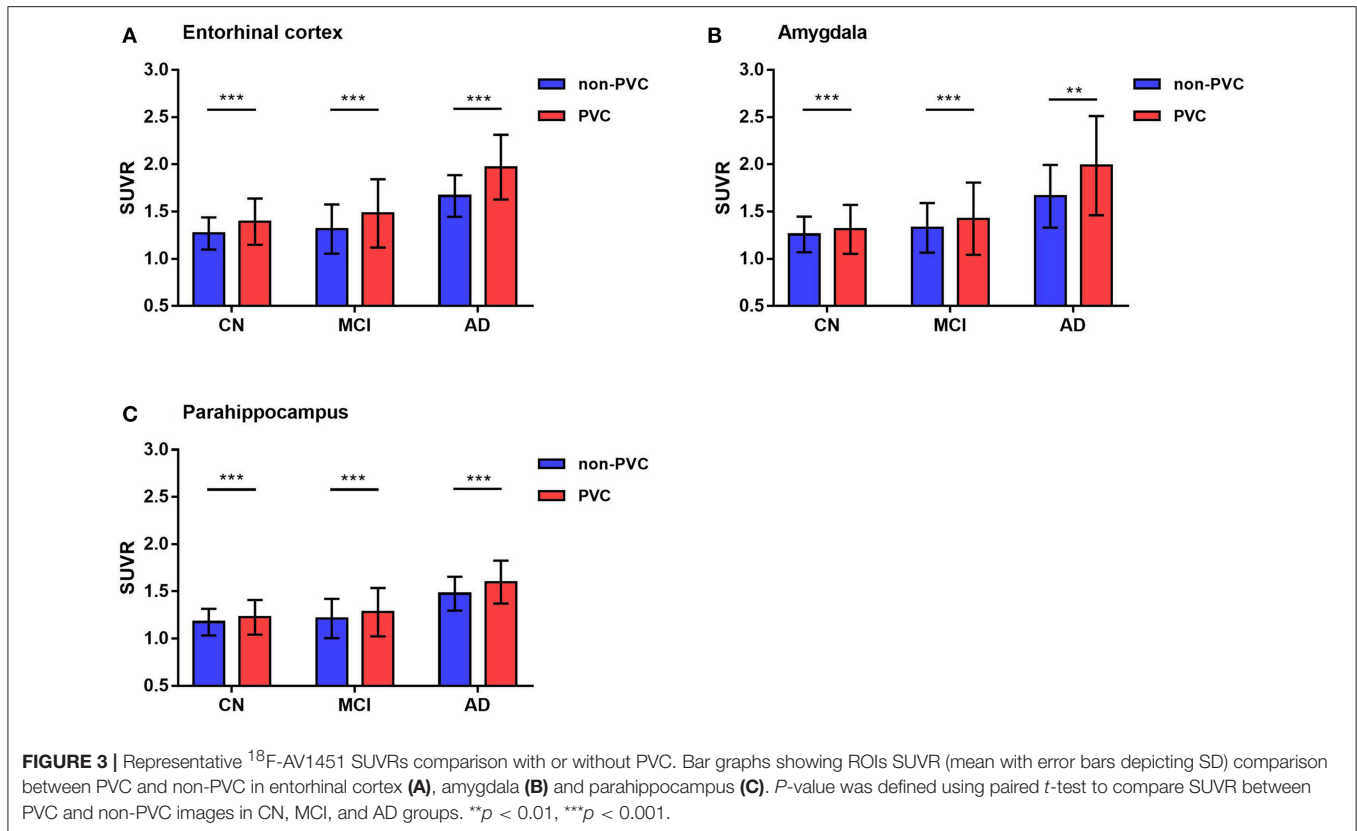 A Entorhinal cortex
3.0
2.5
2.0
1.5
1.0
0.5
SUVR
*** *** ***
non-PVC
PVC
CN MCI AD
B Amygdala
3.0
2.5
2.0
1.5
1.0
0.5
SUVR
*** *** **
non-PVC
PVC
CN MCI AD
C Parahippocampus
3.0
2.5
2.0
1.5
1.0
0.5
SUVR
*** *** ***
non-PVC
PVC
CN MCI AD
FIGURE 3 | Representative ¹⁸F-AV1451 SUVRs comparison with or without PVC. Bar graphs showing ROIs SUVR (mean with error bars depicting SD) comparison
between PVC and non-PVC in entorhinal cortex (A), amygdala (B) and parahippocampus (C). P-value was defined using paired t-test to compare SUVR between
PVC and non-PVC images in CN, MCI, and AD groups. **p < 0.01, ***p < 0.001.